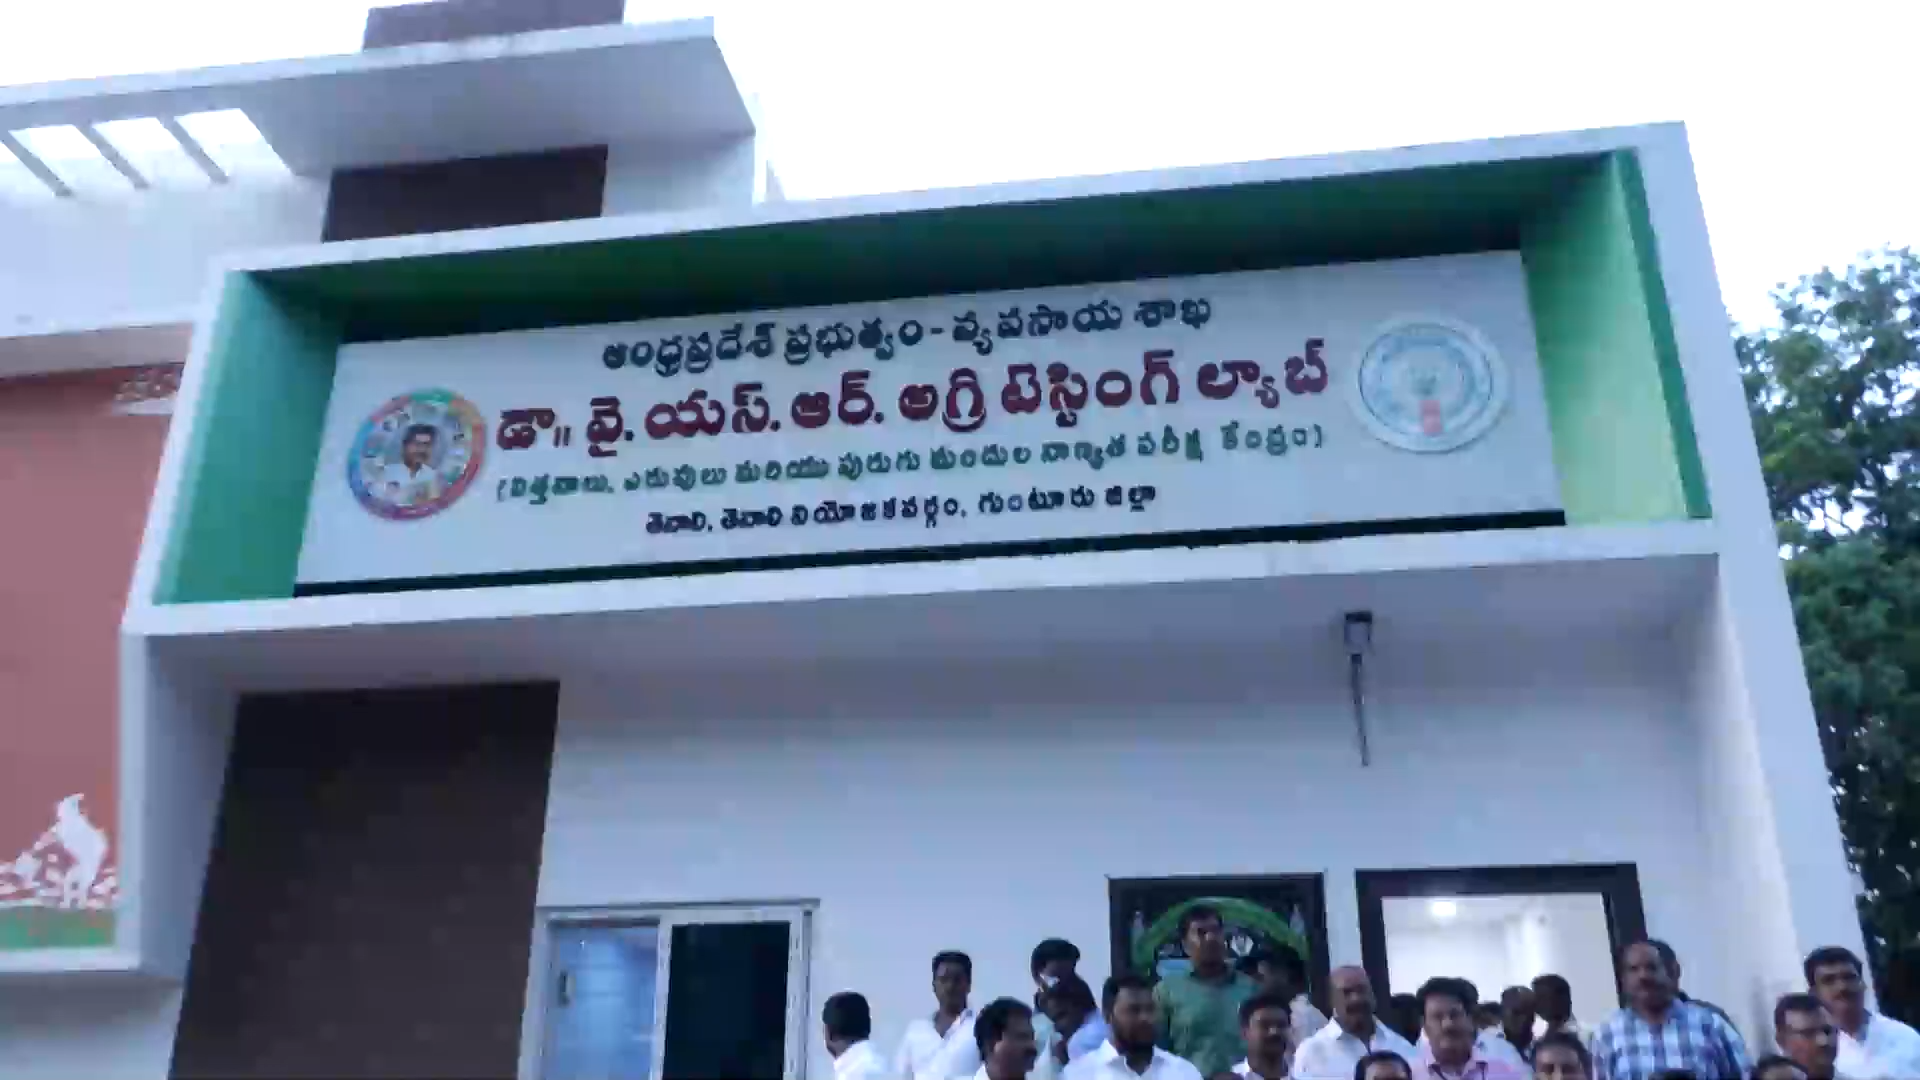 ఆంధ్రప్రదేశ్ ప్రభుత్వం - వ్యవసాయ శాఖ
డా॥ వై. యస్. ఆర్. అగ్రి టెస్టింగ్ ల్యాబ్
(విత్తనాలు, ఎరువులు మరియు పురుగు మందుల నాణ్యత పరీక్ష కేంద్రం)
తెనాలి, తెనాలి నియోజకవర్గం, గుంటూరు జిల్లా